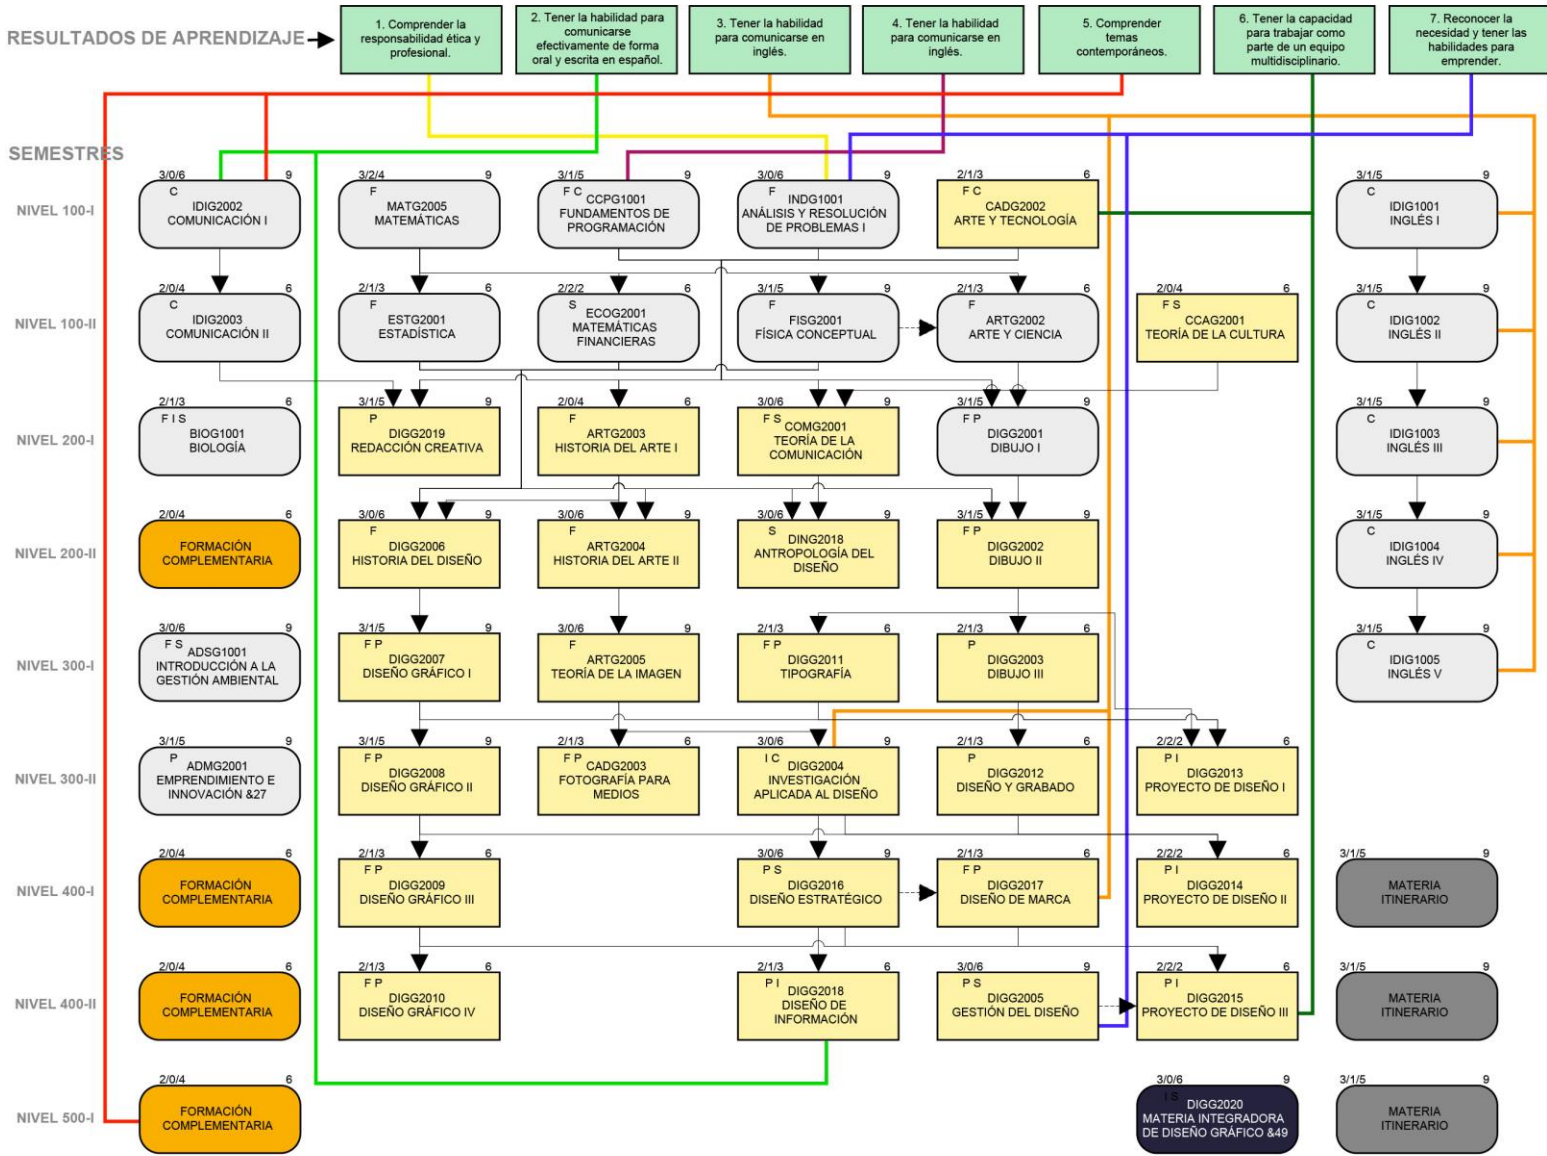 RESULTADOS DE APRENDIZAJE
1. Comprender la
responsabilidad ética y
profesional.
2. Tener la habilidad para
comunicarse
efectivamente de forma
oral y escrita en español.
3. Tener la habilidad
para comunicarse en
inglés.
4. Tener la habilidad
para comunicarse en
inglés.
5. Comprender
temas
contemporáneos.
6. Tener la capacidad
para trabajar como
parte de un equipo
multidisciplinario.
7. Reconocer la
necesidad y tener las
habilidades para
emprender.
SEMESTRES
NIVEL 100-I
3/0/6 9
C
IDIG2002
COMUNICACIÓN I
3/2/4 9
F
MATG2005
MATEMÁTICAS
3/1/5 9
F C
CCPG1001
FUNDAMENTOS DE
PROGRAMACIÓN
3/0/6 9
F
INDG1001
ANÁLISIS Y RESOLUCIÓN
DE PROBLEMAS I
2/1/3 6
F C
CADG2002
ARTE Y TECNOLOGÍA
3/1/5 9
C
IDIG1001
INGLÉS I
NIVEL 100-II
2/0/4 6
C
IDIG2003
COMUNICACIÓN II
2/1/3 6
F
ESTG2001
ESTADÍSTICA
2/2/2 6
S
ECOG2001
MATEMÁTICAS
FINANCIERAS
3/1/5 9
F
FISG2001
FÍSICA CONCEPTUAL
2/1/3 6
F
ARTG2002
ARTE Y CIENCIA
2/0/4 6
F S
CCAG2001
TEORÍA DE LA CULTURA
3/1/5 9
C
IDIG1002
INGLÉS II
NIVEL 200-I
2/1/3 6
F I S
BIOG1001
BIOLOGÍA
3/1/5 9
P
DIGG2019
REDACCIÓN CREATIVA
2/0/4 6
F
ARTG2003
HISTORIA DEL ARTE I
3/0/6 9
F S
COMG2001
TEORÍA DE LA
COMUNICACIÓN
3/1/5 9
F P
DIGG2001
DIBUJO I
3/1/5 9
C
IDIG1003
INGLÉS III
NIVEL 200-II
2/0/4 6
FORMACIÓN
COMPLEMENTARIA
3/0/6 9
F
DIGG2006
HISTORIA DEL DISEÑO
3/0/6 9
F
ARTG2004
HISTORIA DEL ARTE II
3/0/6 9
S
DING2018
ANTROPOLOGÍA DEL
DISEÑO
3/1/5 9
F P
DIGG2002
DIBUJO II
3/1/5 9
C
IDIG1004
INGLÉS IV
NIVEL 300-I
3/0/6 9
F S
ADSG1001
INTRODUCCIÓN A LA
GESTIÓN AMBIENTAL
3/1/5 9
F P
DIGG2007
DISEÑO GRÁFICO I
3/0/6 9
F
ARTG2005
TEORÍA DE LA IMAGEN
2/1/3 6
F P
DIGG2011
TIPOGRAFÍA
2/1/3 6
P
DIGG2003
DIBUJO III
3/1/5 9
C
IDIG1005
INGLÉS V
NIVEL 300-II
3/1/5 9
P
ADMG2001
EMPRENDIMIENTO E
INNOVACIÓN &27
3/1/5 9
F P
DIGG2008
DISEÑO GRÁFICO II
2/1/3 6
F P
CADG2003
FOTOGRAFÍA PARA
MEDIOS
3/0/6 9
I C
DIGG2004
INVESTIGACIÓN
APLICADA AL DISEÑO
2/1/3 6
P
DIGG2012
DISEÑO Y GRABADO
2/2/2 6
P I
DIGG2013
PROYECTO DE DISEÑO I
NIVEL 400-I
2/0/4 6
FORMACIÓN
COMPLEMENTARIA
2/1/3 6
F P
DIGG2009
DISEÑO GRÁFICO III
3/0/6 9
P S
DIGG2016
DISEÑO ESTRATÉGICO
2/1/3 6
F P
DIGG2017
DISEÑO DE MARCA
2/2/2 6
P I
DIGG2014
PROYECTO DE DISEÑO II
3/1/5 9
MATERIA
ITINERARIO
NIVEL 400-II
2/0/4 6
FORMACIÓN
COMPLEMENTARIA
2/1/3 6
F P
DIGG2010
DISEÑO GRÁFICO IV
2/1/3 6
P I
DIGG2018
DISEÑO DE
INFORMACIÓN
3/0/6 9
P S
DIGG2005
GESTIÓN DEL DISEÑO
2/2/2 6
P I
DIGG2015
PROYECTO DE DISEÑO III
3/1/5 9
MATERIA
ITINERARIO
NIVEL 500-I
2/0/4 6
FORMACIÓN
COMPLEMENTARIA
3/0/6 9
I S
DIGG2020
MATERIA INTEGRADORA
DE DISEÑO GRÁFICO &49
3/1/5 9
MATERIA
ITINERARIO